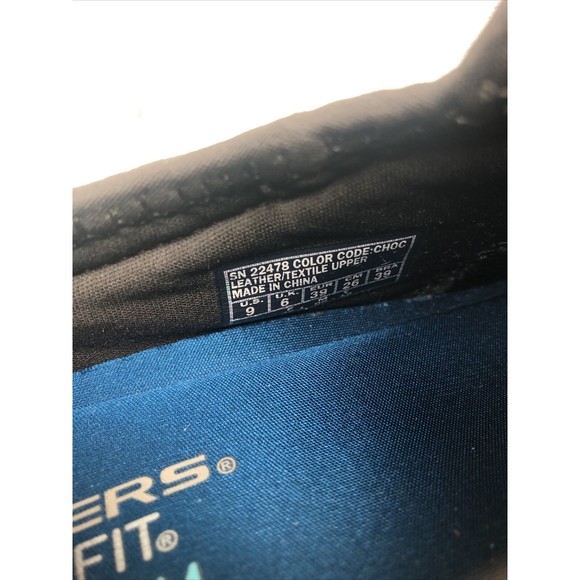 SN 22478 COLOR CODE:CHOC
LEATHER/TEXTILE UPPER
MADE IN CHINA
U.S. U.K. EUR CM BRA
9 6 39 26 39
ERS®
FIT®